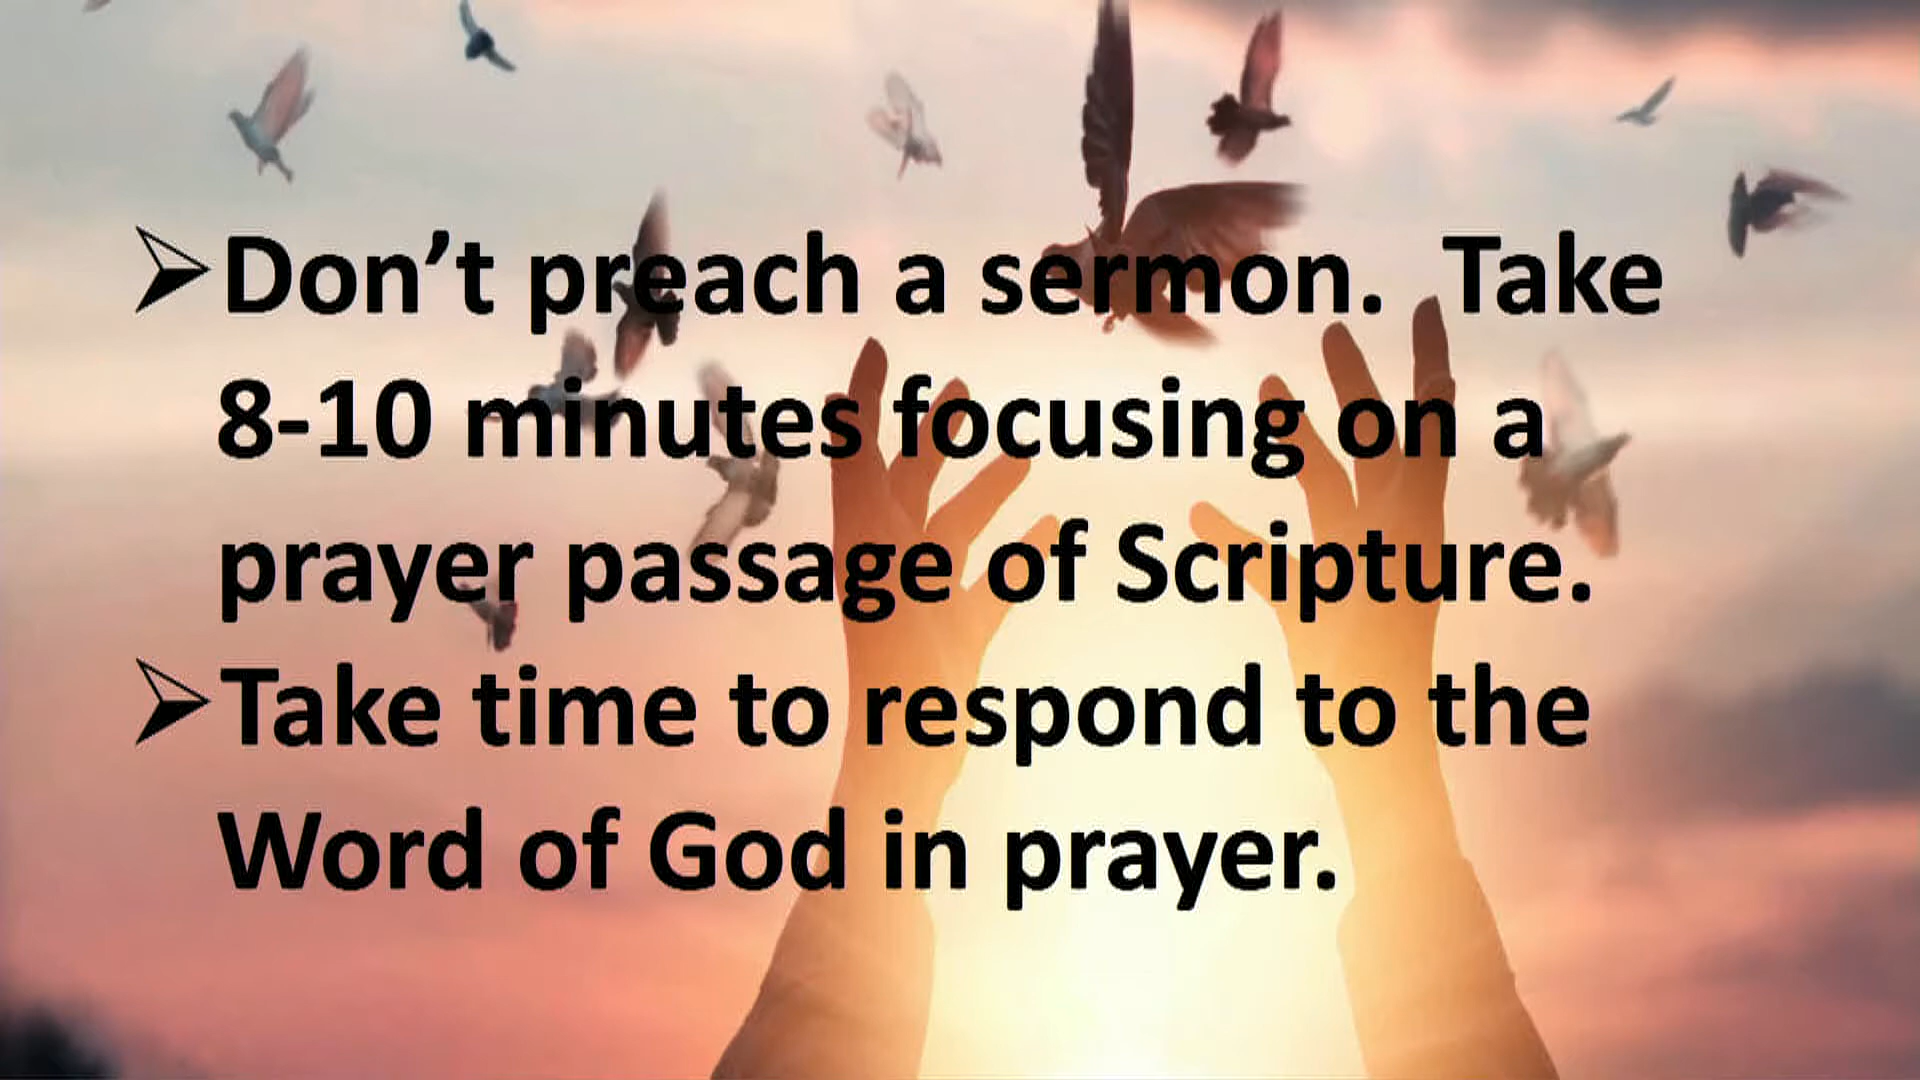 ➢Don’t preach a sermon.  Take
8-10 minutes focusing on a
prayer passage of Scripture.
➢Take time to respond to the
Word of God in prayer.